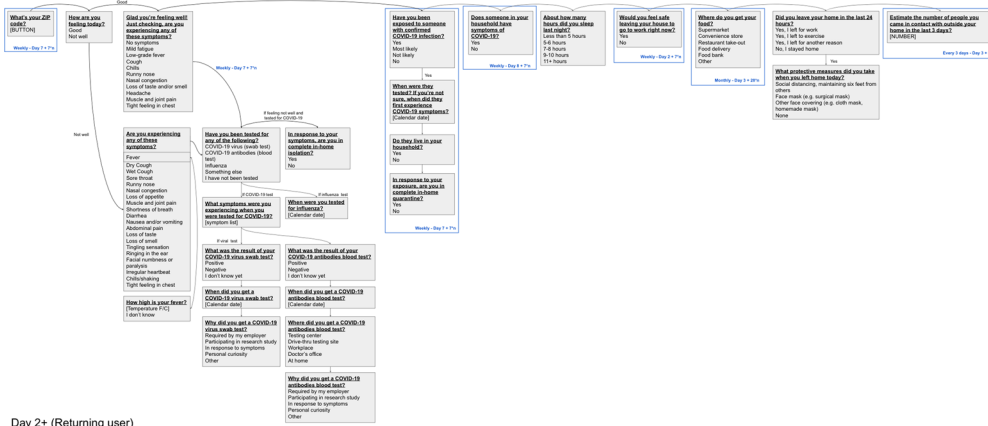 Good
What's your ZIP
code?
[BUTTON]
Weekly - Day 7 + 7*n
How are you
feeling today?
Good
Not well
Glad you're feeling well!
Just checking, are you
experiencing any of
these symptoms?
No symptoms
Mild fatigue
Low-grade fever
Cough
Chills
Runny nose
Nasal congestion
Loss of taste and/or smell
Headache
Muscle and joint pain
Tight feeling in chest
Weekly - Day 7 + 7*n
Not well
Are you experiencing
any of these
symptoms?
Fever
Dry Cough
Wet Cough
Sore throat
Runny nose
Nasal congestion
Loss of appetite
Muscle and joint pain
Shortness of breath
Diarrhea
Nausea and/or vomiting
Abdominal pain
Loss of taste
Loss of smell
Tingling sensation
Ringing in the ear
Facial numbness or
paralysis
Irregular heartbeat
Chills/shaking
Tight feeling in chest
How high is your fever?
[Temperature F/C]
I don't know
Have you been tested for
any of the following?
COVID-19 virus (swab test)
COVID-19 antibodies (blood
test)
Influenza
Something else
I have not been tested
If feeling not well and
tested for COVID-19
In response to your
symptoms, are you in
complete in-home
isolation?
Yes
No
If COVID-19 test
If influenza test
What symptoms were you
experiencing when you
were tested for COVID-19?
[symptom list]
When were you tested
for influenza?
[Calendar date]
If viral test
What was the result of your
COVID-19 virus swab test?
Positive
Negative
I don't know yet
When did you get a
COVID-19 virus swab test?
[Calendar date]
Why did you get a COVID-19
virus swab test?
Required by my employer
Participating in research study
In response to symptoms
Personal curiosity
Other
What was the result of your
COVID-19 antibodies blood test?
Positive
Negative
I don't know yet
When did you get a COVID-19
antibodies blood test?
[Calendar date]
Where did you get a COVID-19
antibodies blood test?
Testing center
Drive-thru testing site
Workplace
Doctor's office
At home
Why did you get a COVID-19
antibodies blood test?
Required by my employer
Participating in research study
In response to symptoms
Personal curiosity
Other
Have you been
exposed to someone
with confirmed
COVID-19 infection?
Yes
Most likely
Not likely
No
Yes
When were they
tested? If you're not
sure, when did they
first experience
COVID-19 symptoms?
[Calendar date]
Do they live in your
household?
Yes
No
In response to your
exposure, are you in
complete in-home
quarantine?
Yes
No
Weekly - Day 7 + 7*n
Does someone in your
household have
symptoms of
COVID-19?
Yes
No
About how many
hours did you sleep
last night?
Less than 5 hours
5-6 hours
7-8 hours
9-10 hours
11+ hours
Would you feel safe
leaving your house to
go to work right now?
Yes
No
Weekly - Day 2 + 7*n
Where do you get your
food?
Supermarket
Convenience store
Restaurant take-out
Food delivery
Food bank
Other
Did you leave your home in the last 24
hours?
Yes, I left for work
Yes, I left to exercise
Yes, I left for another reason
No, I stayed home
Yes
What protective measures did you take
when you left home today?
Social distancing, maintaining six feet from
others
Face mask (e.g. surgical mask)
Other face covering (e.g. cloth mask,
homemade mask)
None
Estimate the number of people you
came in contact with outside your
home in the last 3 days?
[NUMBER]
Every 3 days - Day 3 +
Day 2+ (Returning user)